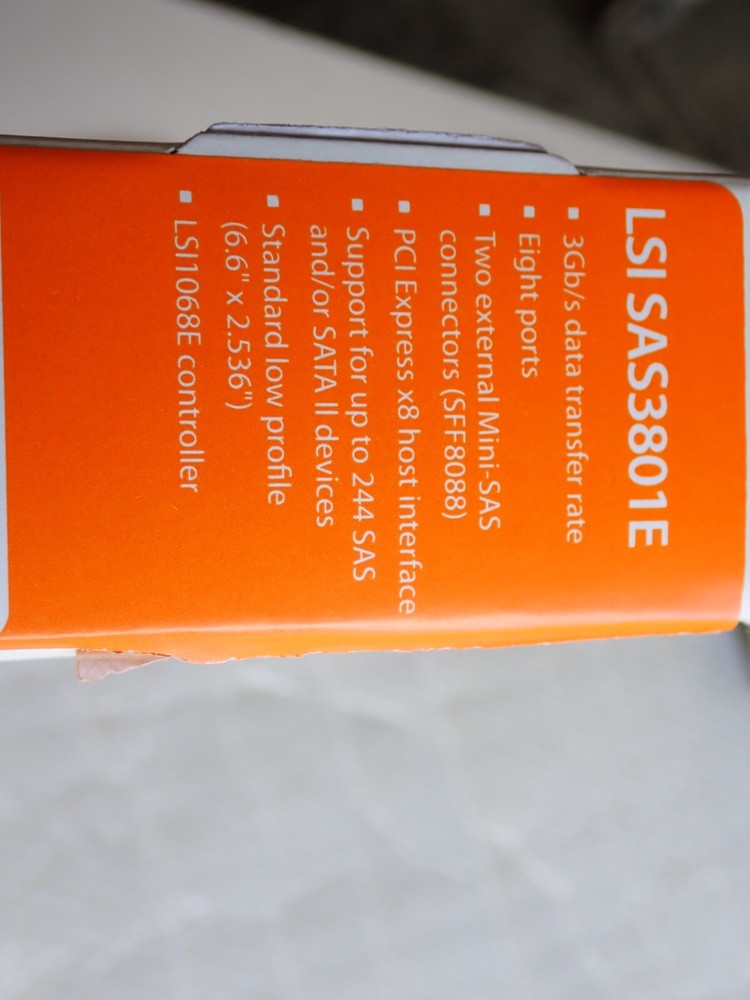 LSI SAS3801E
▪ 3Gb/s data transfer rate
▪ Eight ports
▪ Two external Mini-SAS
connectors (SFF8088)
▪ PCI Express x8 host interface
▪ Support for up to 244 SAS
and/or SATA II devices
▪ Standard low profile
(6.6" x 2.536")
▪ LSI1068E controller